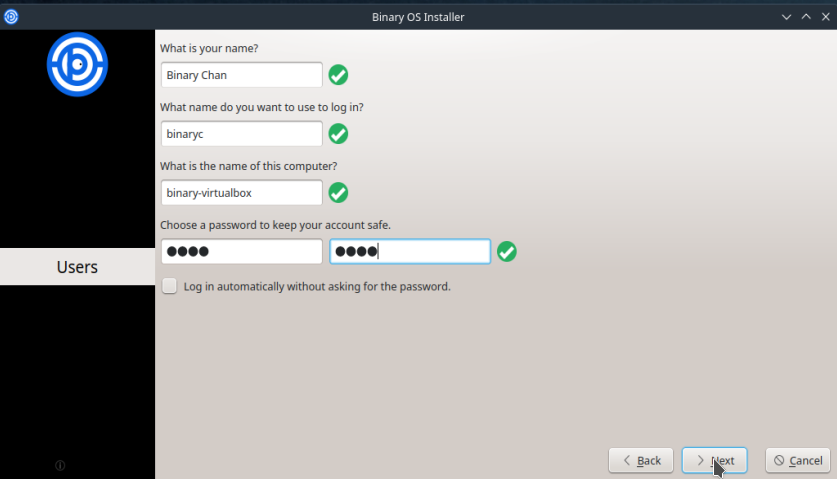 Binary OS Installer
What is your name?
Binary Chan
What name do you want to use to log in?
binaryc
What is the name of this computer?
binary-virtualbox
Choose a password to keep your account safe.
●●●● ●●●●
Users
Log in automatically without asking for the password.
Back Next Cancel